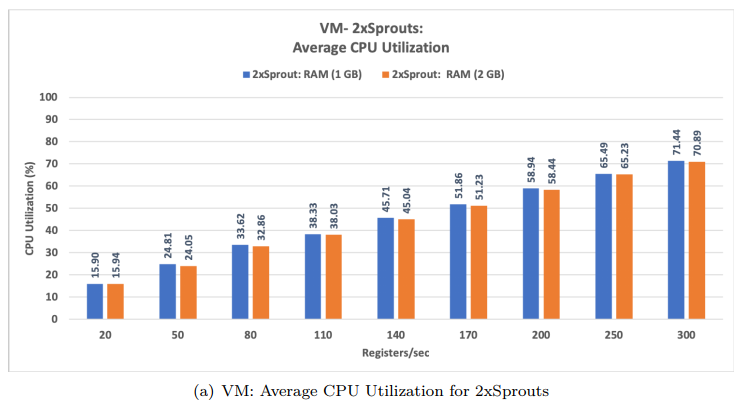 VM- 2xSprouts:
Average CPU Utilization
2xSprout: RAM (1 GB) 2xSprout: RAM (2 GB)
CPU Utilization (%)
100
90
80
70
60
50
40
30
20
10
0
15.90 15.94 24.81 24.05 33.62 32.86 38.33 38.03 45.71 45.04 51.86 51.23 58.94 58.44 65.49 65.23 71.44 70.89
20 50 80 110 140 170 200 250 300
Registers/sec
(a) VM: Average CPU Utilization for 2xSprouts